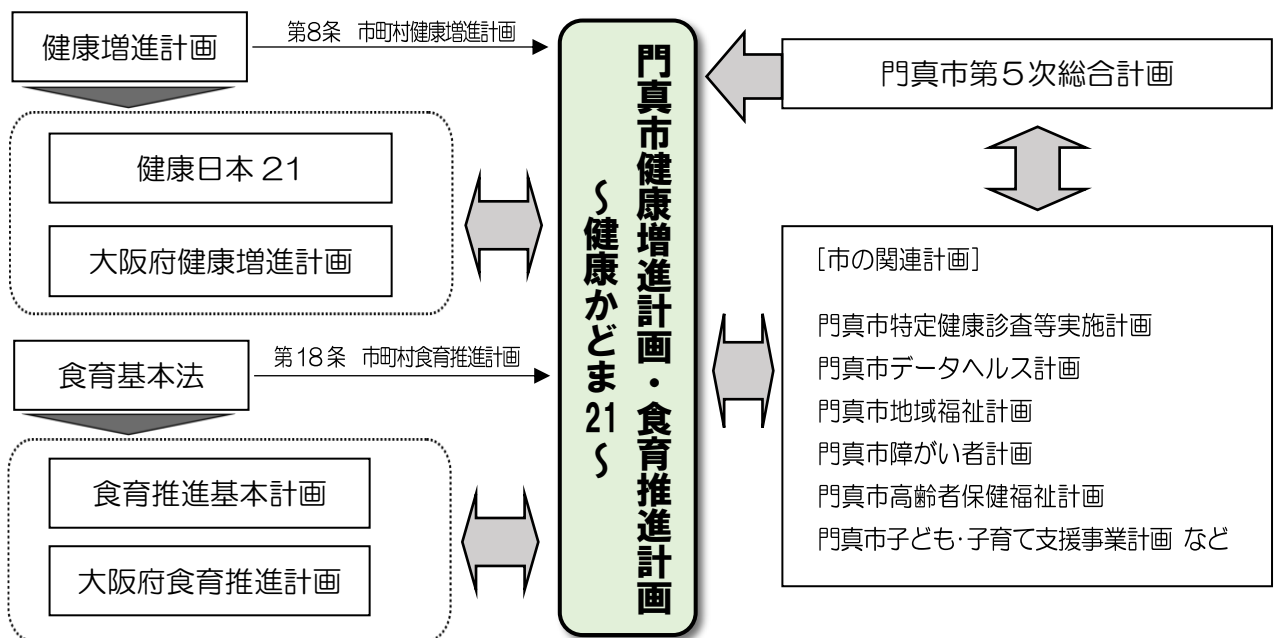 健康増進計画
第8条 市町村健康増進計画
健康日本21
大阪府健康増進計画
食育基本法
第18条 市町村食育推進計画
食育推進基本計画
大阪府食育推進計画
門真市健康増進計画・食育推進計画
～健康かどま21～
門真市第5次総合計画
[市の関連計画]
門真市特定健康診査等実施計画
門真市データヘルス計画
門真市地域福祉計画
門真市障がい者計画
門真市高齢者保健福祉計画
門真市子ども・子育て支援事業計画 など